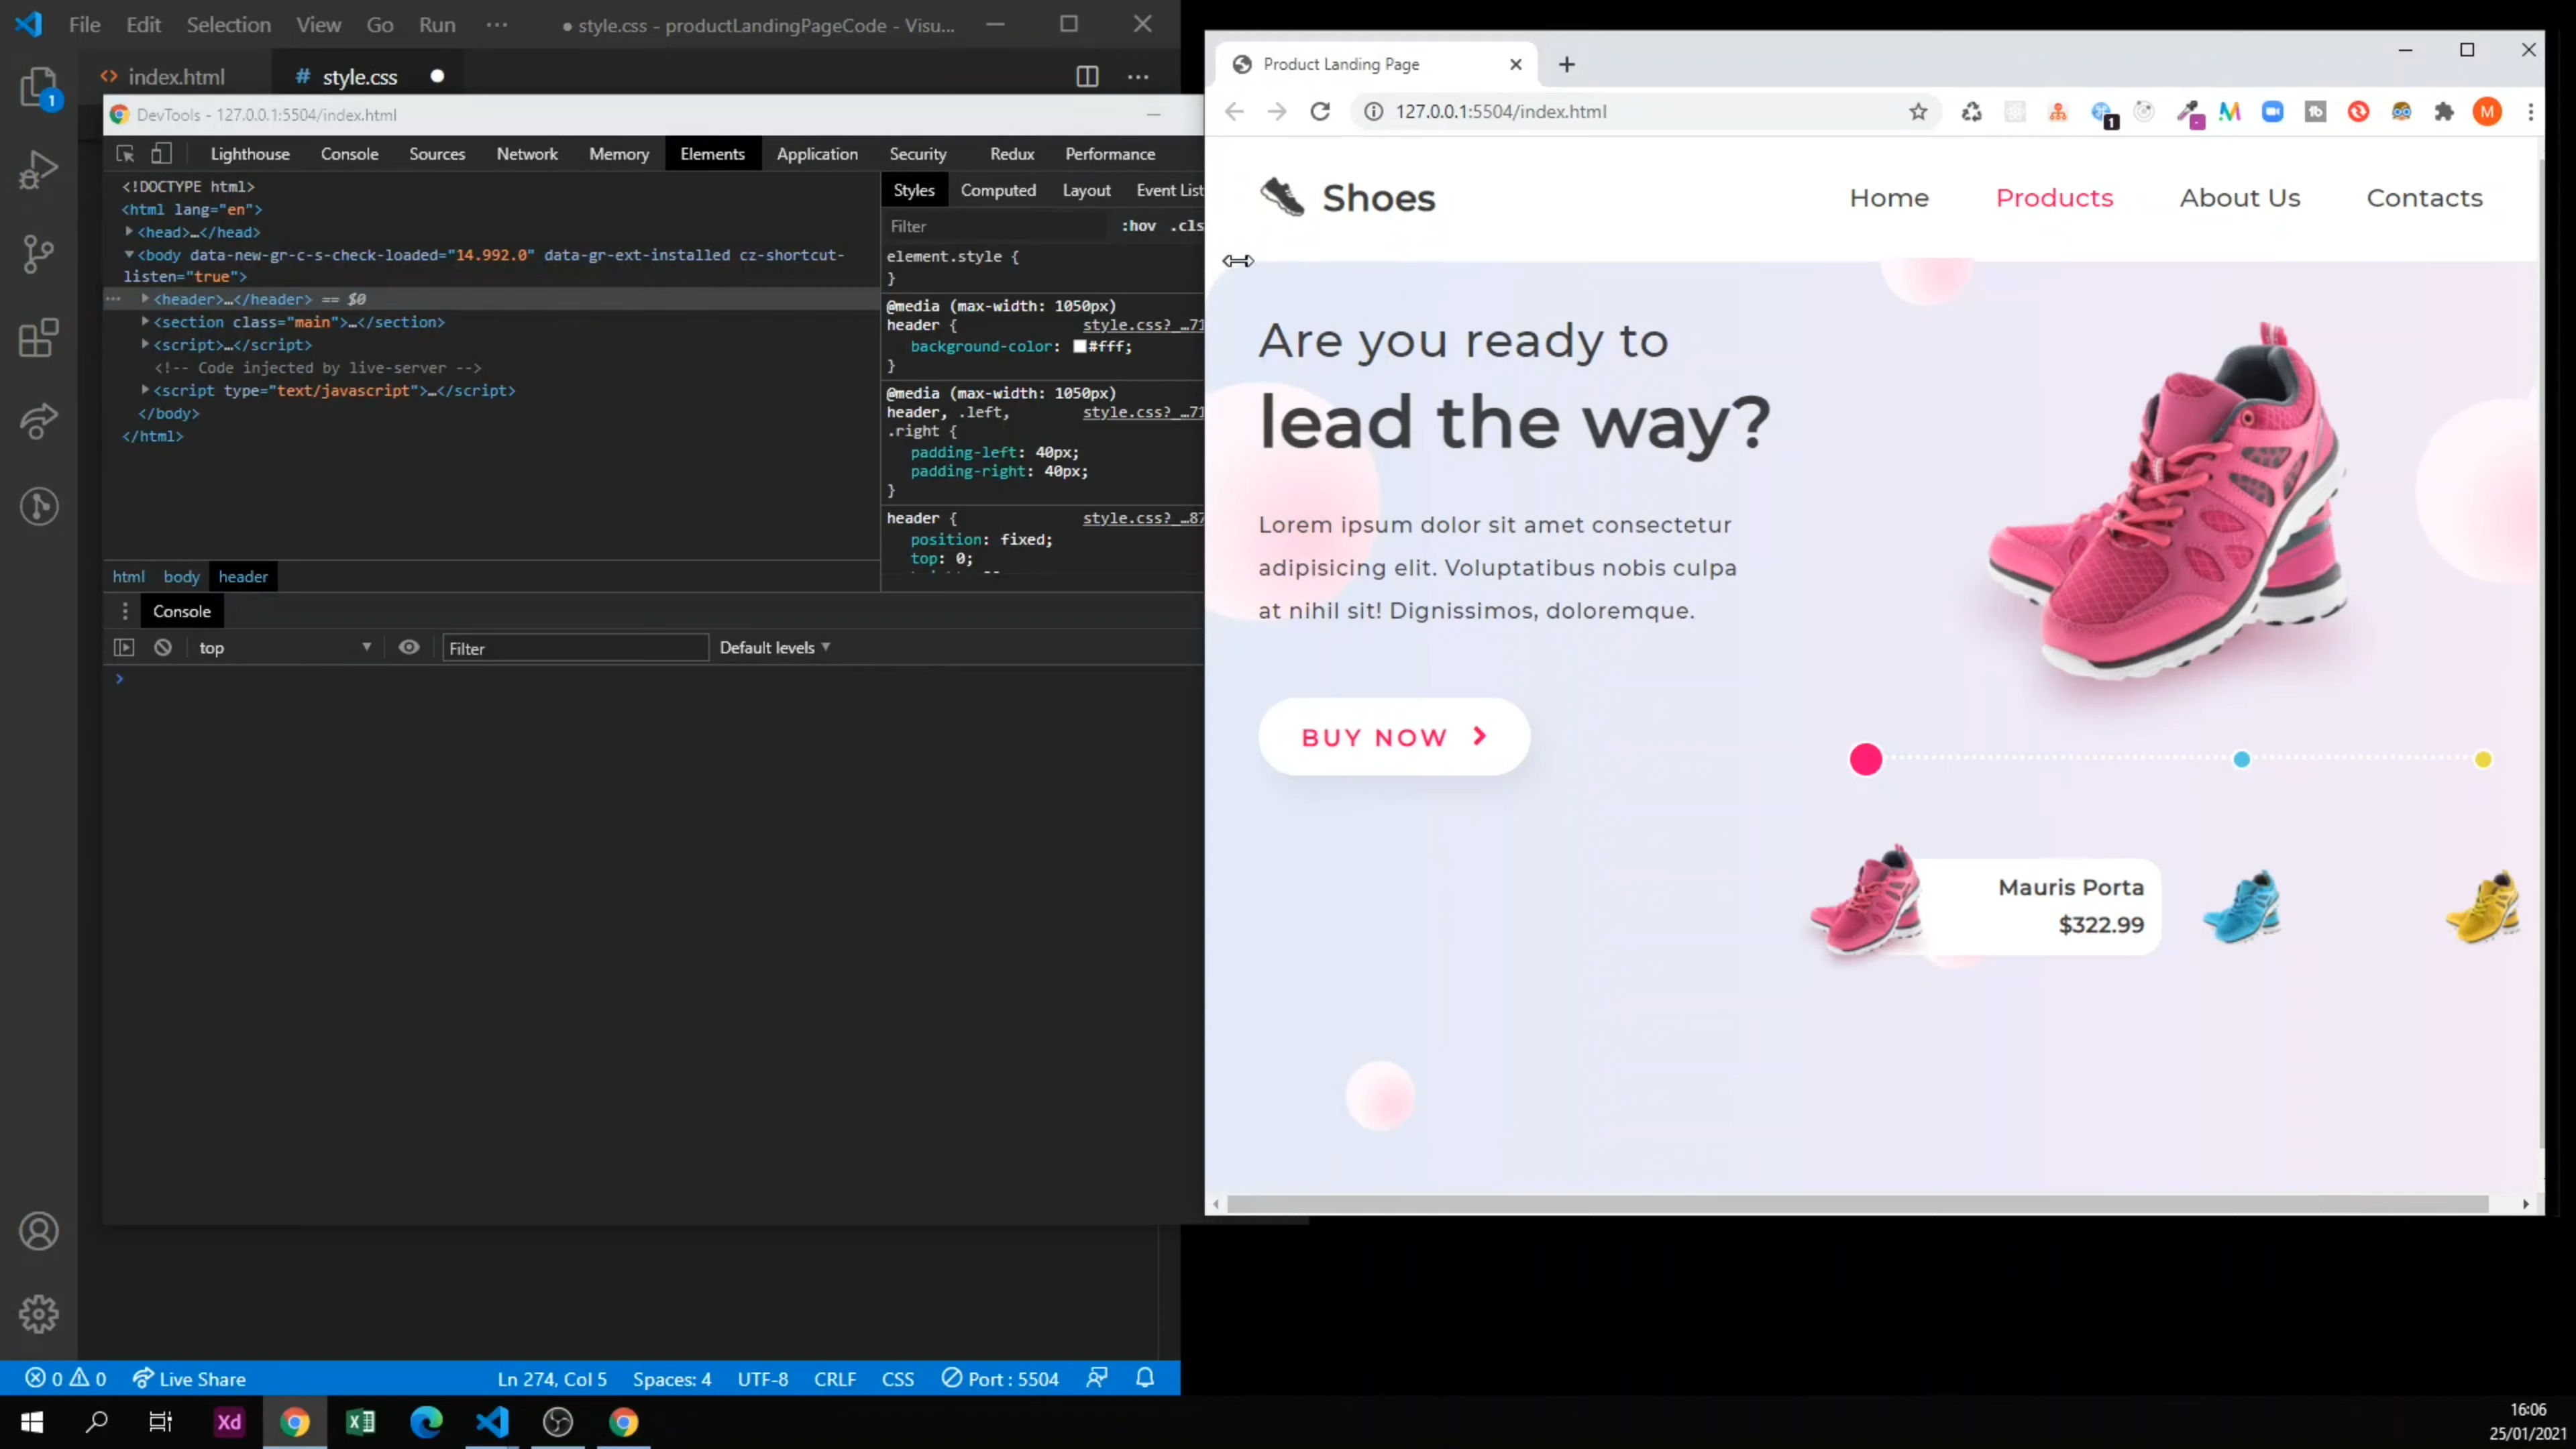 File Edit Selection View Go Run ··· ● style.css - productLandingPageCode - Visu...
index.html # style.css ●
1
DevTools - 127.0.0.1:5504/index.html
Lighthouse Console Sources Network Memory Elements Application Security Redux Performance
<!DOCTYPE html>
<html lang="en">
<head>…</head>
<body data-new-gr-c-s-check-loaded="14.992.0" data-gr-ext-installed cz-shortcut-
listen="true">
<header>…</header> == $0
<section class="main">…</section>
<script>…</script>
<!-- Code injected by live-server -->
<script type="text/javascript">…</script>
</body>
</html>
html body header
Styles Computed Layout Event List
Filter :hov .cls
element.style {
}
@media (max-width: 1050px)
header { style.css?_…71
background-color: #fff;
}
@media (max-width: 1050px)
header, .left, style.css?_…71
.right {
padding-left: 40px;
padding-right: 40px;
}
header { style.css?_…87
position: fixed;
top: 0;
Console
top Filter Default levels
>
0 0 Live Share Ln 274, Col 5 Spaces: 4 UTF-8 CRLF CSS Port : 5504
Product Landing Page
127.0.0.1:5504/index.html
1
M
Shoes Home Products About Us Contacts
Are you ready to
lead the way?
Lorem ipsum dolor sit amet consectetur
adipisicing elit. Voluptatibus nobis culpa
at nihil sit! Dignissimos, doloremque.
BUY NOW
Mauris Porta
$322.99
Xd
16:06
25/01/2021